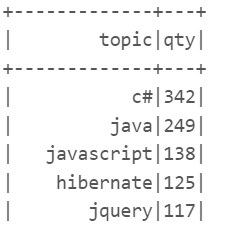 +-------------+---+
|        topic|qty|
+-------------+---+
|           c#|342|
|         java|249|
|   javascript|138|
|    hibernate|125|
|       jquery|117|